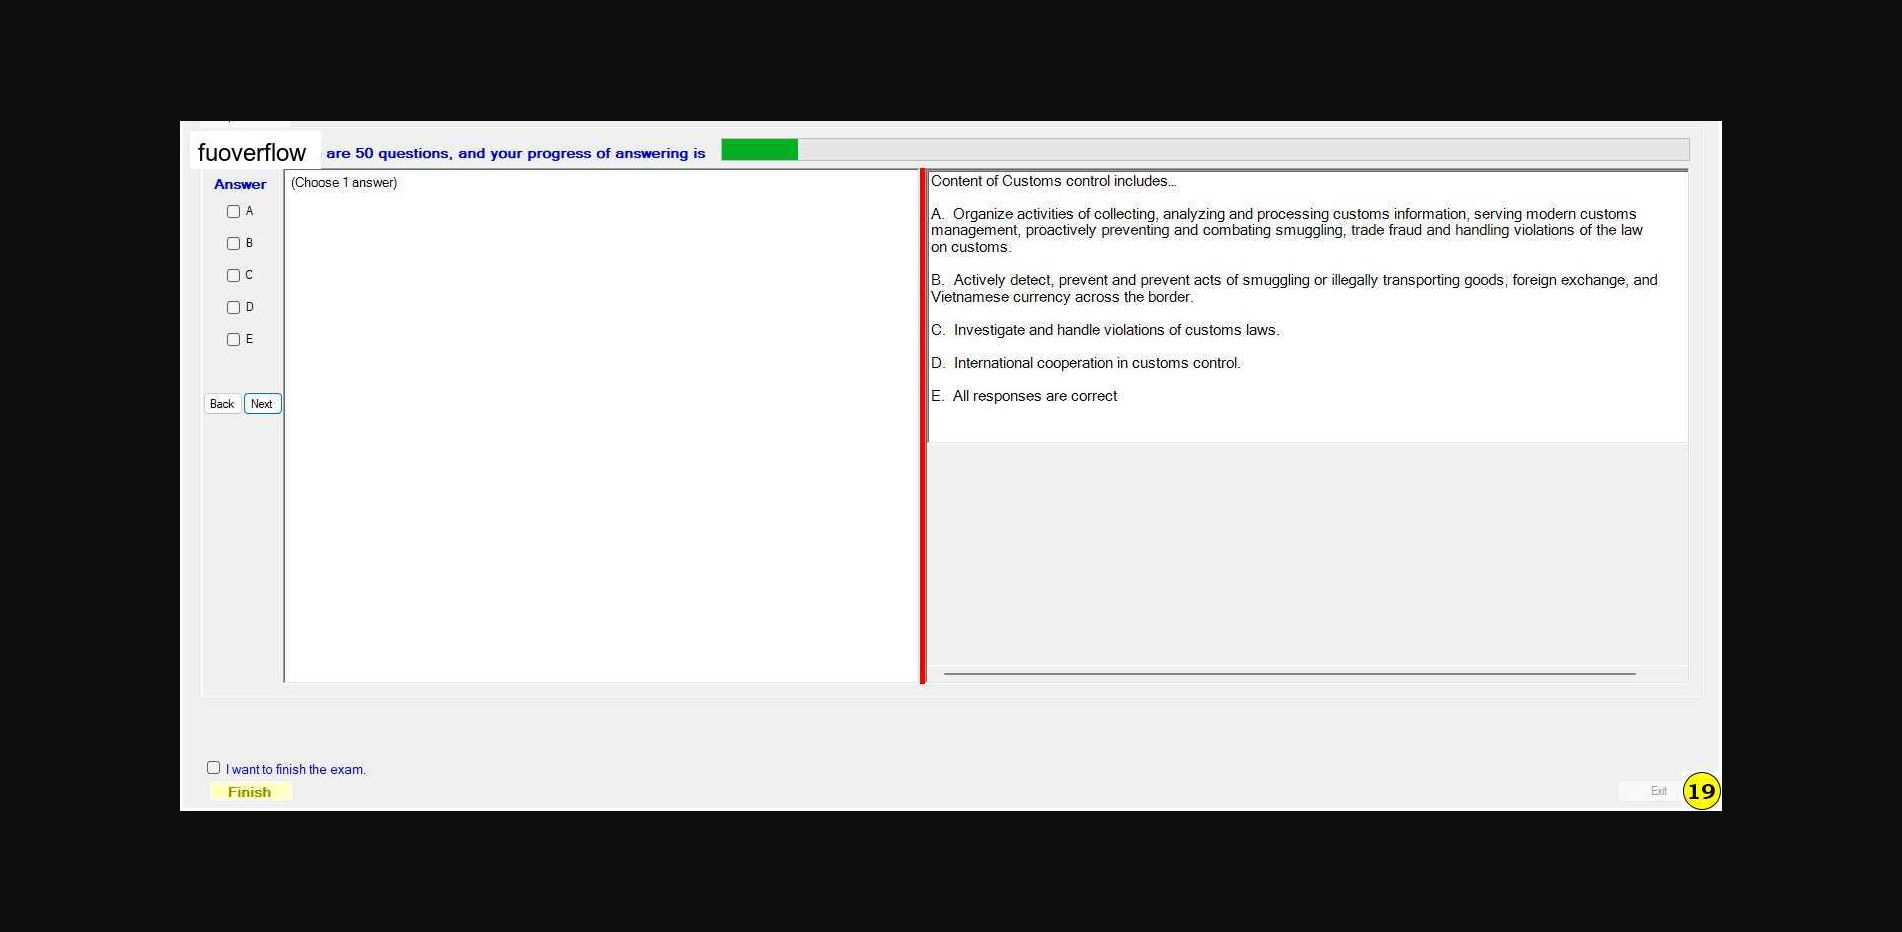 fuoverflow are 50 questions, and your progress of answering is
Answer
(Choose 1 answer)
A
B
C
D
E
Back Next
Content of Customs control includes...
A. Organize activities of collecting, analyzing and processing customs information, serving modern customs
management, proactively preventing and combating smuggling, trade fraud and handling violations of the law
on customs.
B. Actively detect, prevent and prevent acts of smuggling or illegally transporting goods, foreign exchange, and
Vietnamese currency across the border.
C. Investigate and handle violations of customs laws.
D. International cooperation in customs control.
E. All responses are correct
I want to finish the exam.
Finish
Exit
19